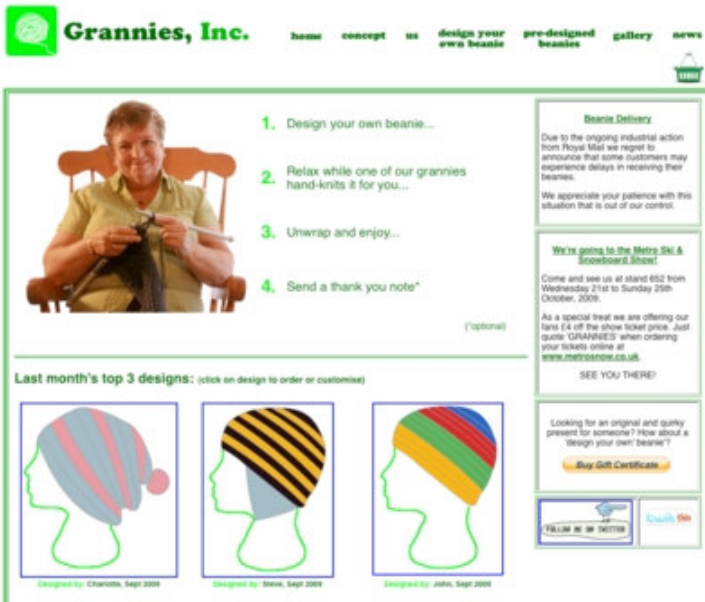 Grannies, Inc.
home concept us design your own beanie pre-designed beanies gallery news
1. Design your own beanie...
2. Relax while one of our grannies
hand-knits it for you...
3. Unwrap and enjoy...
4. Send a thank you note*
(*optional)
Last month's top 3 designs: (click on design to order or customise)
Designed by: Charlotte, Sept 2009
Designed by: Steve, Sept 2009
Designed by: John, Sept 2009
Beanie Delivery
Due to the ongoing industrial action
from Royal Mail we regret to
announce that some customers may
experience delays in receiving their
beanies.
We appreciate your patience with this
situation that is out of our control.
We're going to the Metro Ski &
Snowboard Show!
Come and see us at stand 652 from
Wednesday 21st to Sunday 25th
October, 2009.
As a special treat we are offering our
fans £4 off the show ticket price. Just
quote 'GRANNIES' when ordering
your tickets online at
www.metrosnow.co.uk.
SEE YOU THERE!
Looking for an original and quirky
present for someone? How about a
'design your own' beanie'?
Buy Gift Certificate
FOLLOW ME ON TWITTER